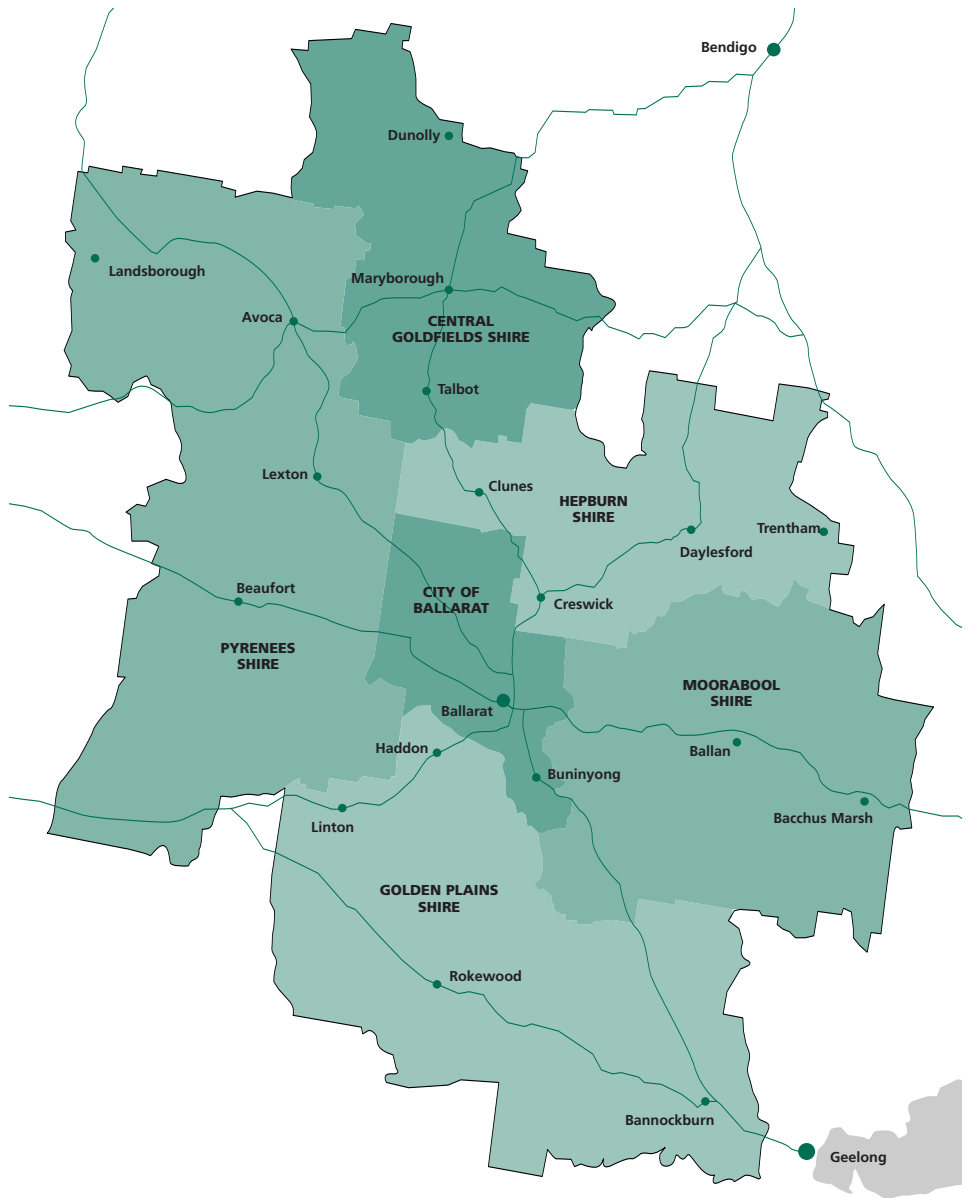 Bendigo
Dunolly
Landsborough
Maryborough
Avoca
CENTRAL
GOLDFIELDS SHIRE
Talbot
Lexton
Clunes
HEPBURN
SHIRE
Trentham
Daylesford
Beaufort
CITY OF
BALLARAT
Creswick
PYRENEES
SHIRE
MOORABOOL
SHIRE
Ballarat
Haddon
Ballan
Buninyong
Linton
Bacchus Marsh
GOLDEN PLAINS
SHIRE
Rokewood
Bannockburn
Geelong